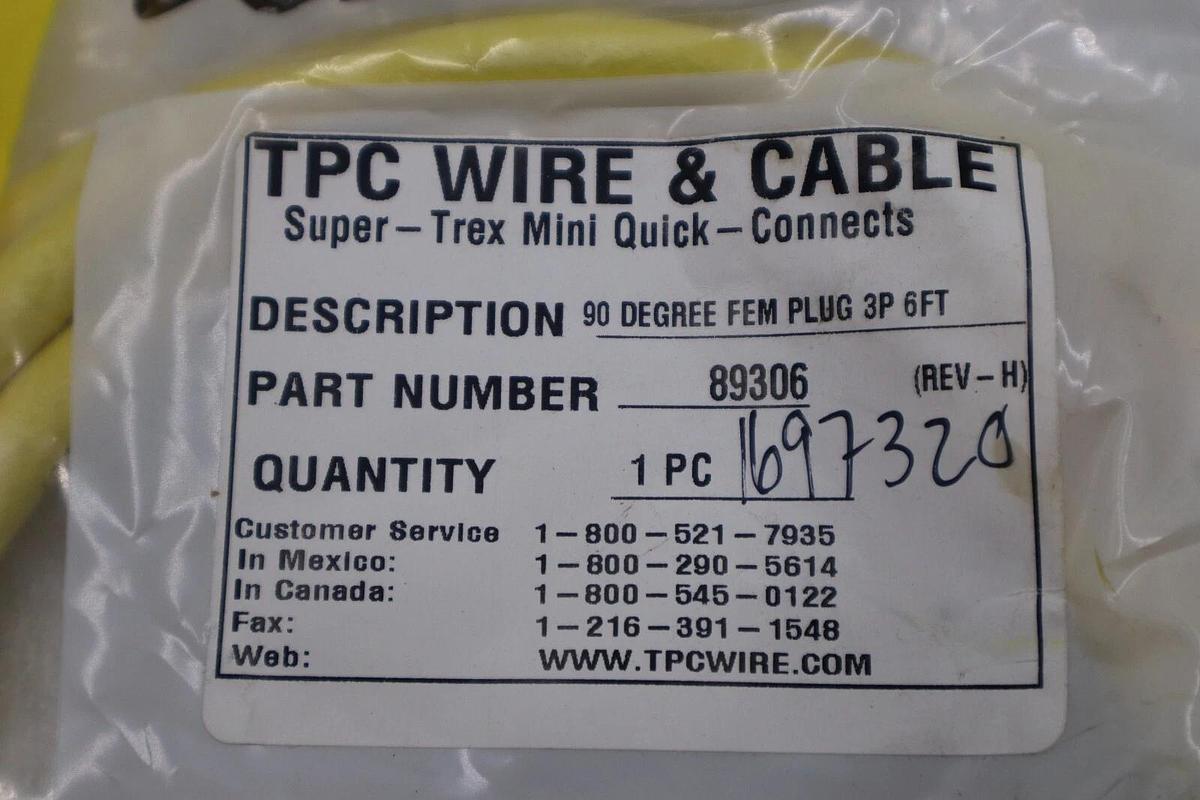 TPC WIRE & CABLE
Super-Trex Mini Quick-Connects
DESCRIPTION 90 DEGREE FEM PLUG 3P 6FT
PART NUMBER 89306 (REV-H)
QUANTITY 1 PC 1697320
Customer Service 1-800-521-7935
In Mexico: 1-800-290-5614
In Canada: 1-800-545-0122
Fax: 1-216-391-1548
Web: WWW.TPCWIRE.COM